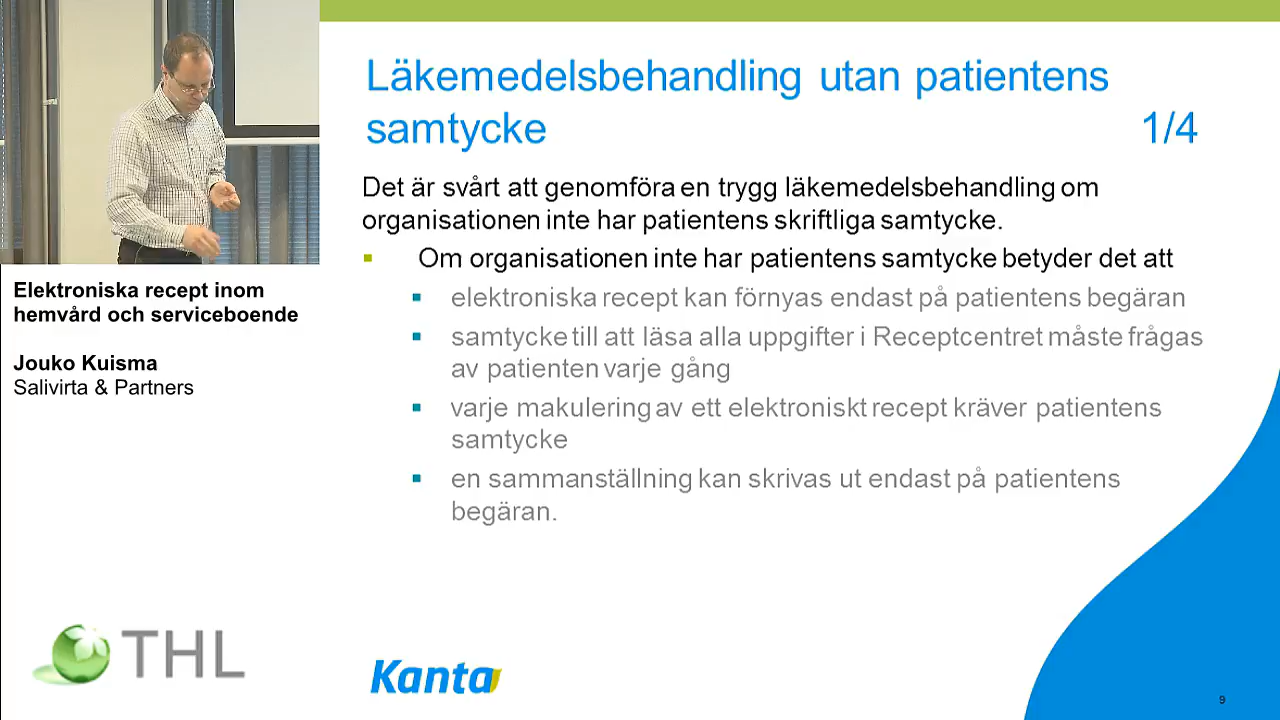 Läkemedelsbehandling utan patientens
samtycke 1/4
Det är svårt att genomföra en trygg läkemedelsbehandling om
organisationen inte har patientens skriftliga samtycke.
Om organisationen inte har patientens samtycke betyder det att
elektroniska recept kan förnyas endast på patientens begäran
samtycke till att läsa alla uppgifter i Receptcentret måste frågas
av patienten varje gång
varje makulering av ett elektroniskt recept kräver patientens
samtycke
en sammanställning kan skrivas ut endast på patientens
begäran.
Elektroniska recept inom
hemvård och serviceboende
Jouko Kuisma
Salivirta & Partners
THL
Kanta
9